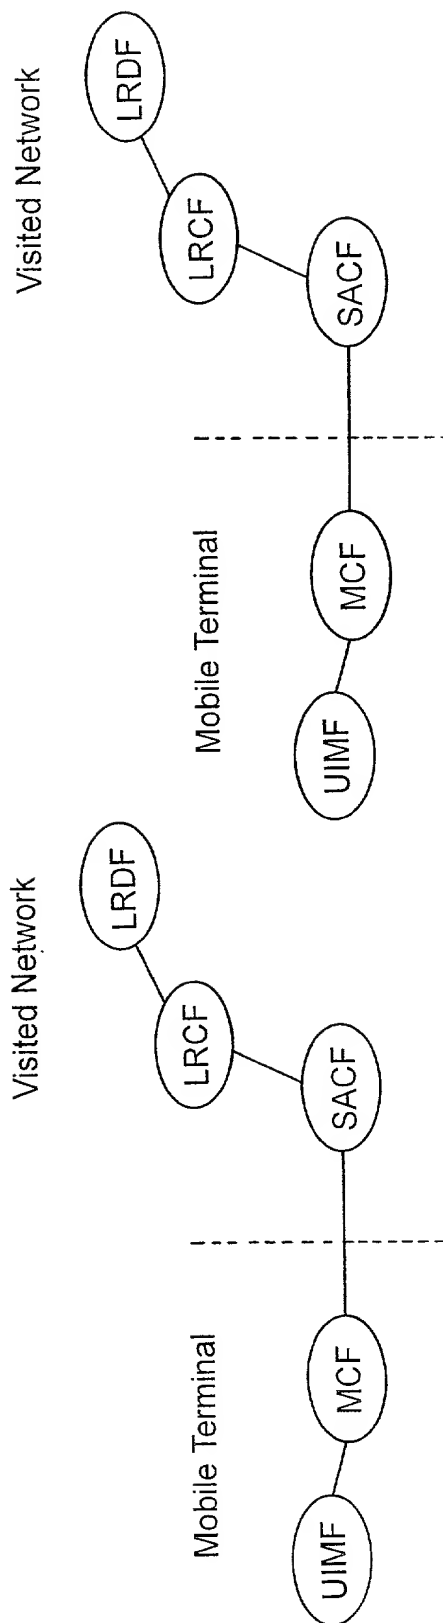 Mobile Terminal
Visited Network
UIMF
MCF
SACF
LRCF
LRDF
Mobile Terminal
Visited Network
UIMF
MCF
SACF
LRCF
LRDF